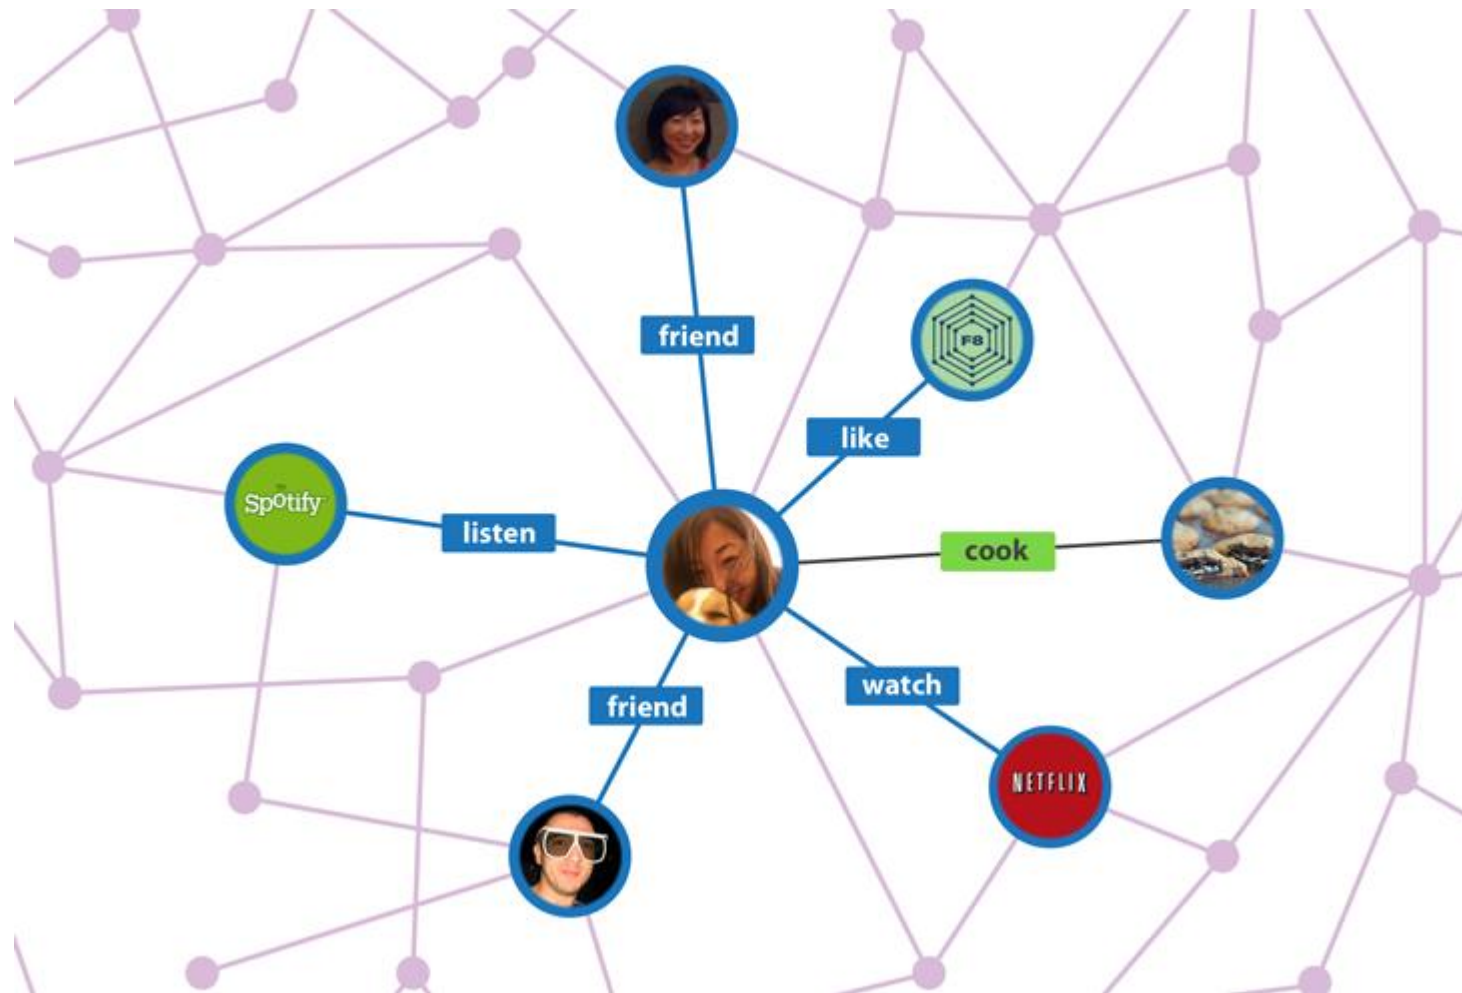 friend
F8
like
Spotify
listen
cook
watch
friend
NETFLIX